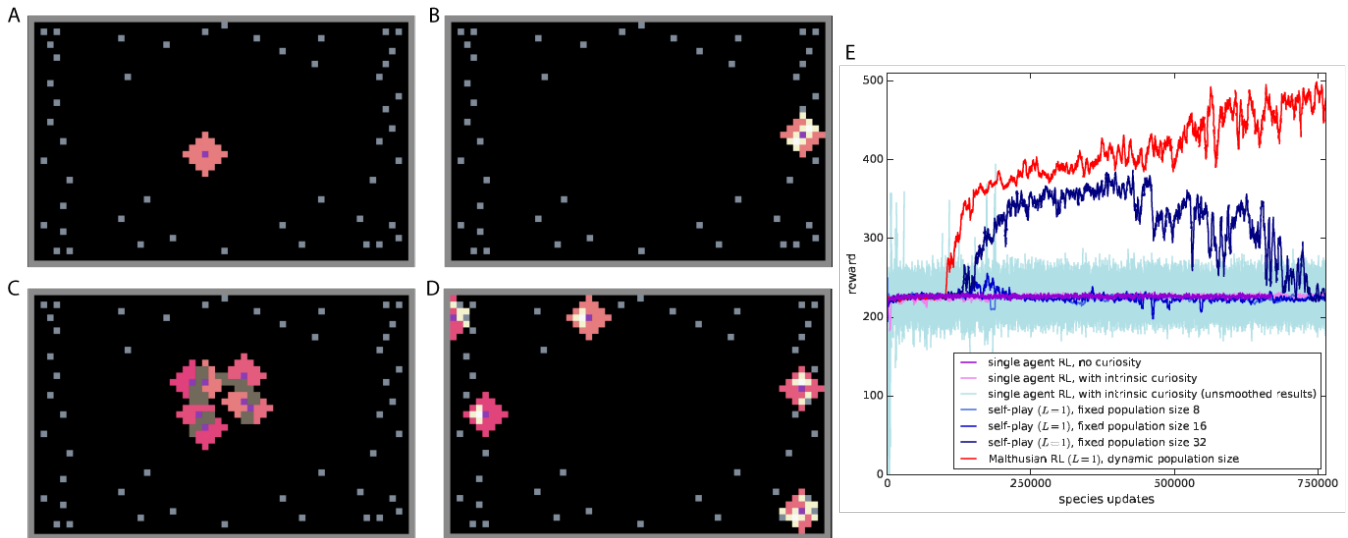 A
B
C
D
E
500
400
300
200
100
0
reward
0
250000
500000
750000
species updates
single agent RL, no curiosity
single agent RL, with intrinsic curiosity
single agent RL, with intrinsic curiosity (unsmoothed results)
self-play (L=1), fixed population size 8
self-play (L=1), fixed population size 16
self-play (L=1), fixed population size 32
Malthusian RL (L=1), dynamic population size